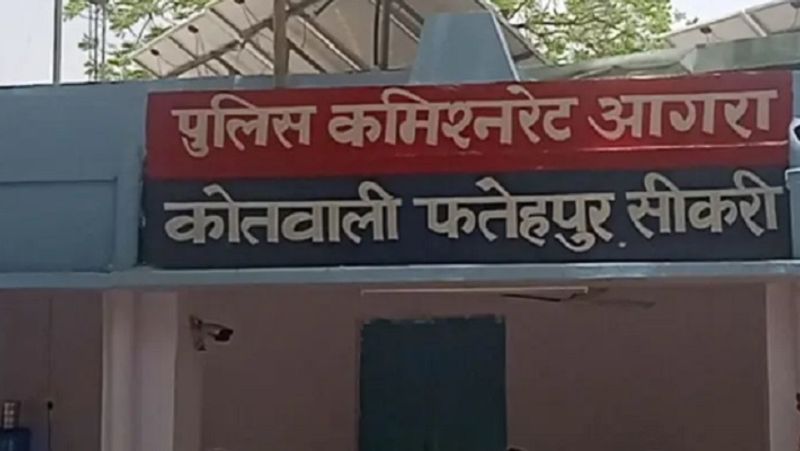 पुलिस कमिश्नरेट आगरा
कोतवाली फतेहपुर सीकरी